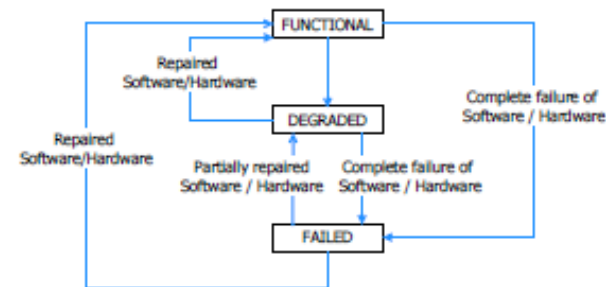 FUNCTIONAL
Repaired
Software/Hardware
Complete failure of
Software / Hardware
DEGRADED
Repaired
Software/Hardware
Partially repaired
Software / Hardware
Complete failure of
Software / Hardware
FAILED